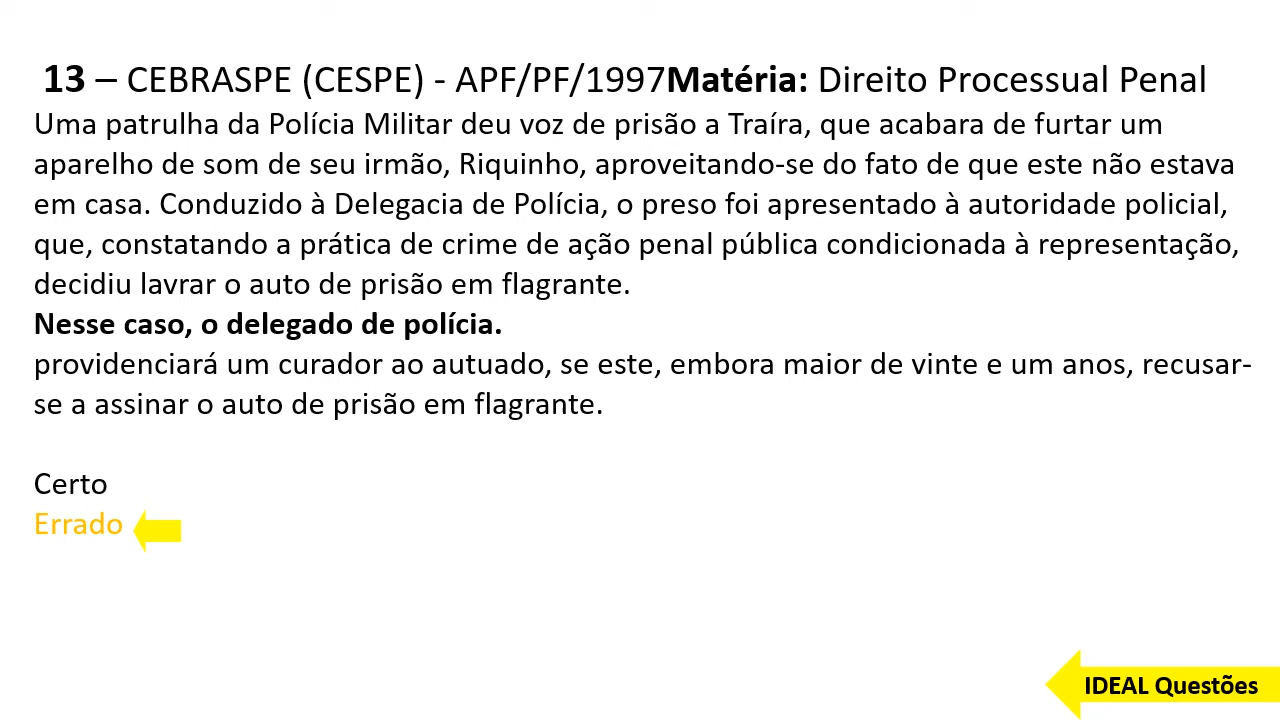 13 – CEBRASPE (CESPE) - APF/PF/1997Matéria: Direito Processual Penal
Uma patrulha da Polícia Militar deu voz de prisão a Traíra, que acabara de furtar um
aparelho de som de seu irmão, Riquinho, aproveitando-se do fato de que este não estava
em casa. Conduzido à Delegacia de Polícia, o preso foi apresentado à autoridade policial,
que, constatando a prática de crime de ação penal pública condicionada à representação,
decidiu lavrar o auto de prisão em flagrante.
Nesse caso, o delegado de polícia.
providenciará um curador ao autuado, se este, embora maior de vinte e um anos, recusar-
se a assinar o auto de prisão em flagrante.
Certo
Errado
IDEAL Questões